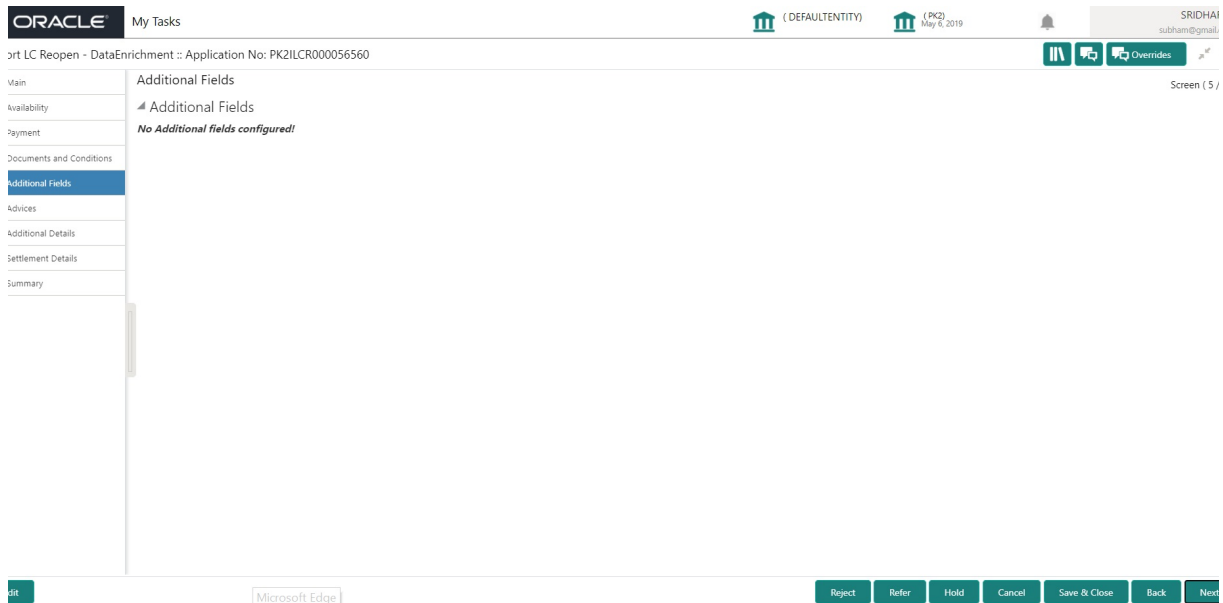 ORACLE
My Tasks
( DEFAULTENTITY)
( PK2)
May 6, 2019
SRIDHAR
subham@gmail.
ort LC Reopen - DataEnrichment :: Application No: PK2ILCR000056560
Overrides
Main
Availability
Payment
Documents and Conditions
Additional Fields
Advices
Additional Details
Settlement Details
Summary
Additional Fields
Screen ( 5 /
Additional Fields
No Additional fields configured!
dit
Microsoft Edge
Reject
Refer
Hold
Cancel
Save & Close
Back
Next